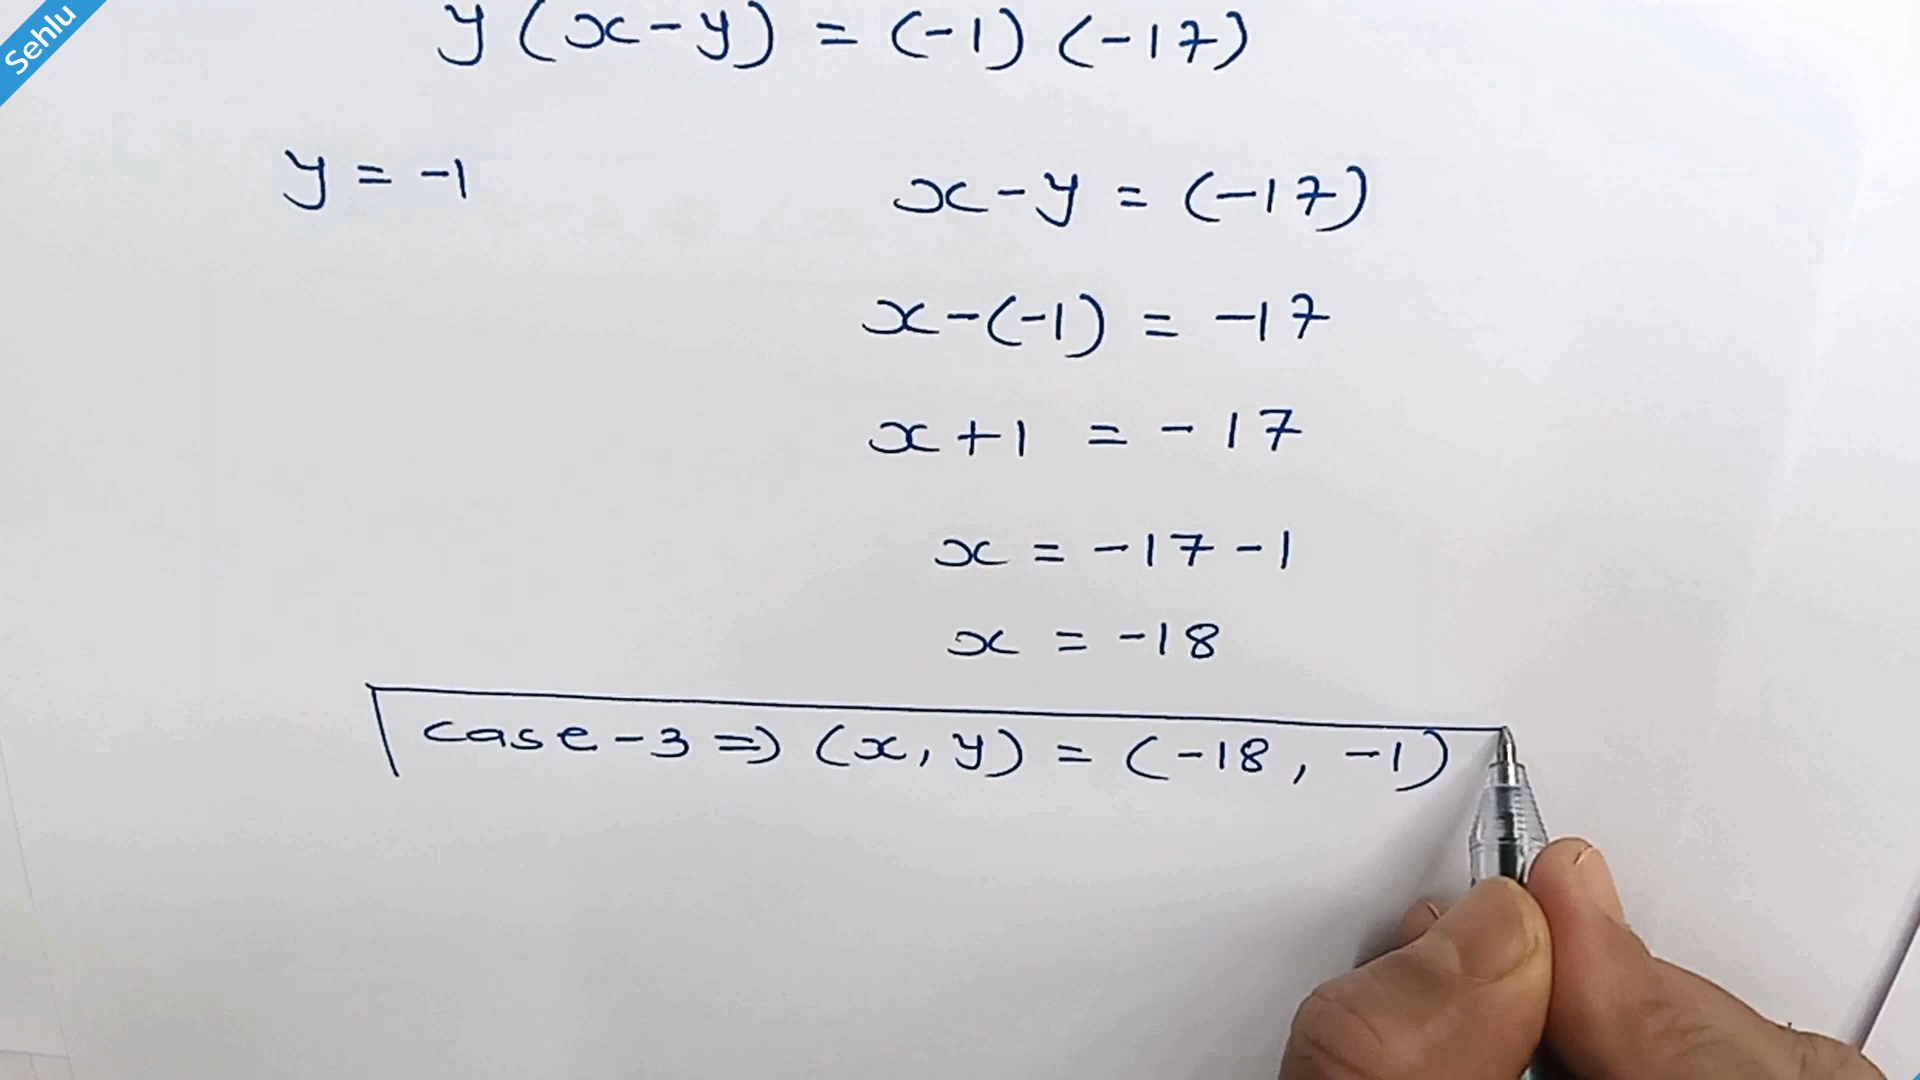 Sehlu
y (x-y) = (-1) (-17)
y = -1
x-y = (-17)
x-(-1) = -17
x+1 = -17
x = -17-1
x = -18
case-3 ⇒ (x, y) = (-18, -1)